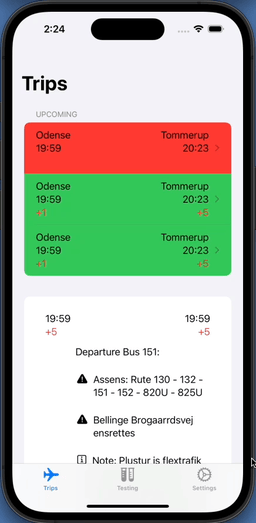 2:24
Trips
UPCOMING
Odense Tommerup
19:59 20:23
Odense Tommerup
19:59 20:23
+1 +5
Odense Tommerup
19:59 20:23
+1 +5
19:59 19:59
+5 +5
Departure Bus 151:
Assens: Rute 130 - 132 -
151 - 152 - 820U - 825U
Bellinge Brogaardsvej
ensrettes
Note: Plustur is flextrafik
Trips Testing Settings